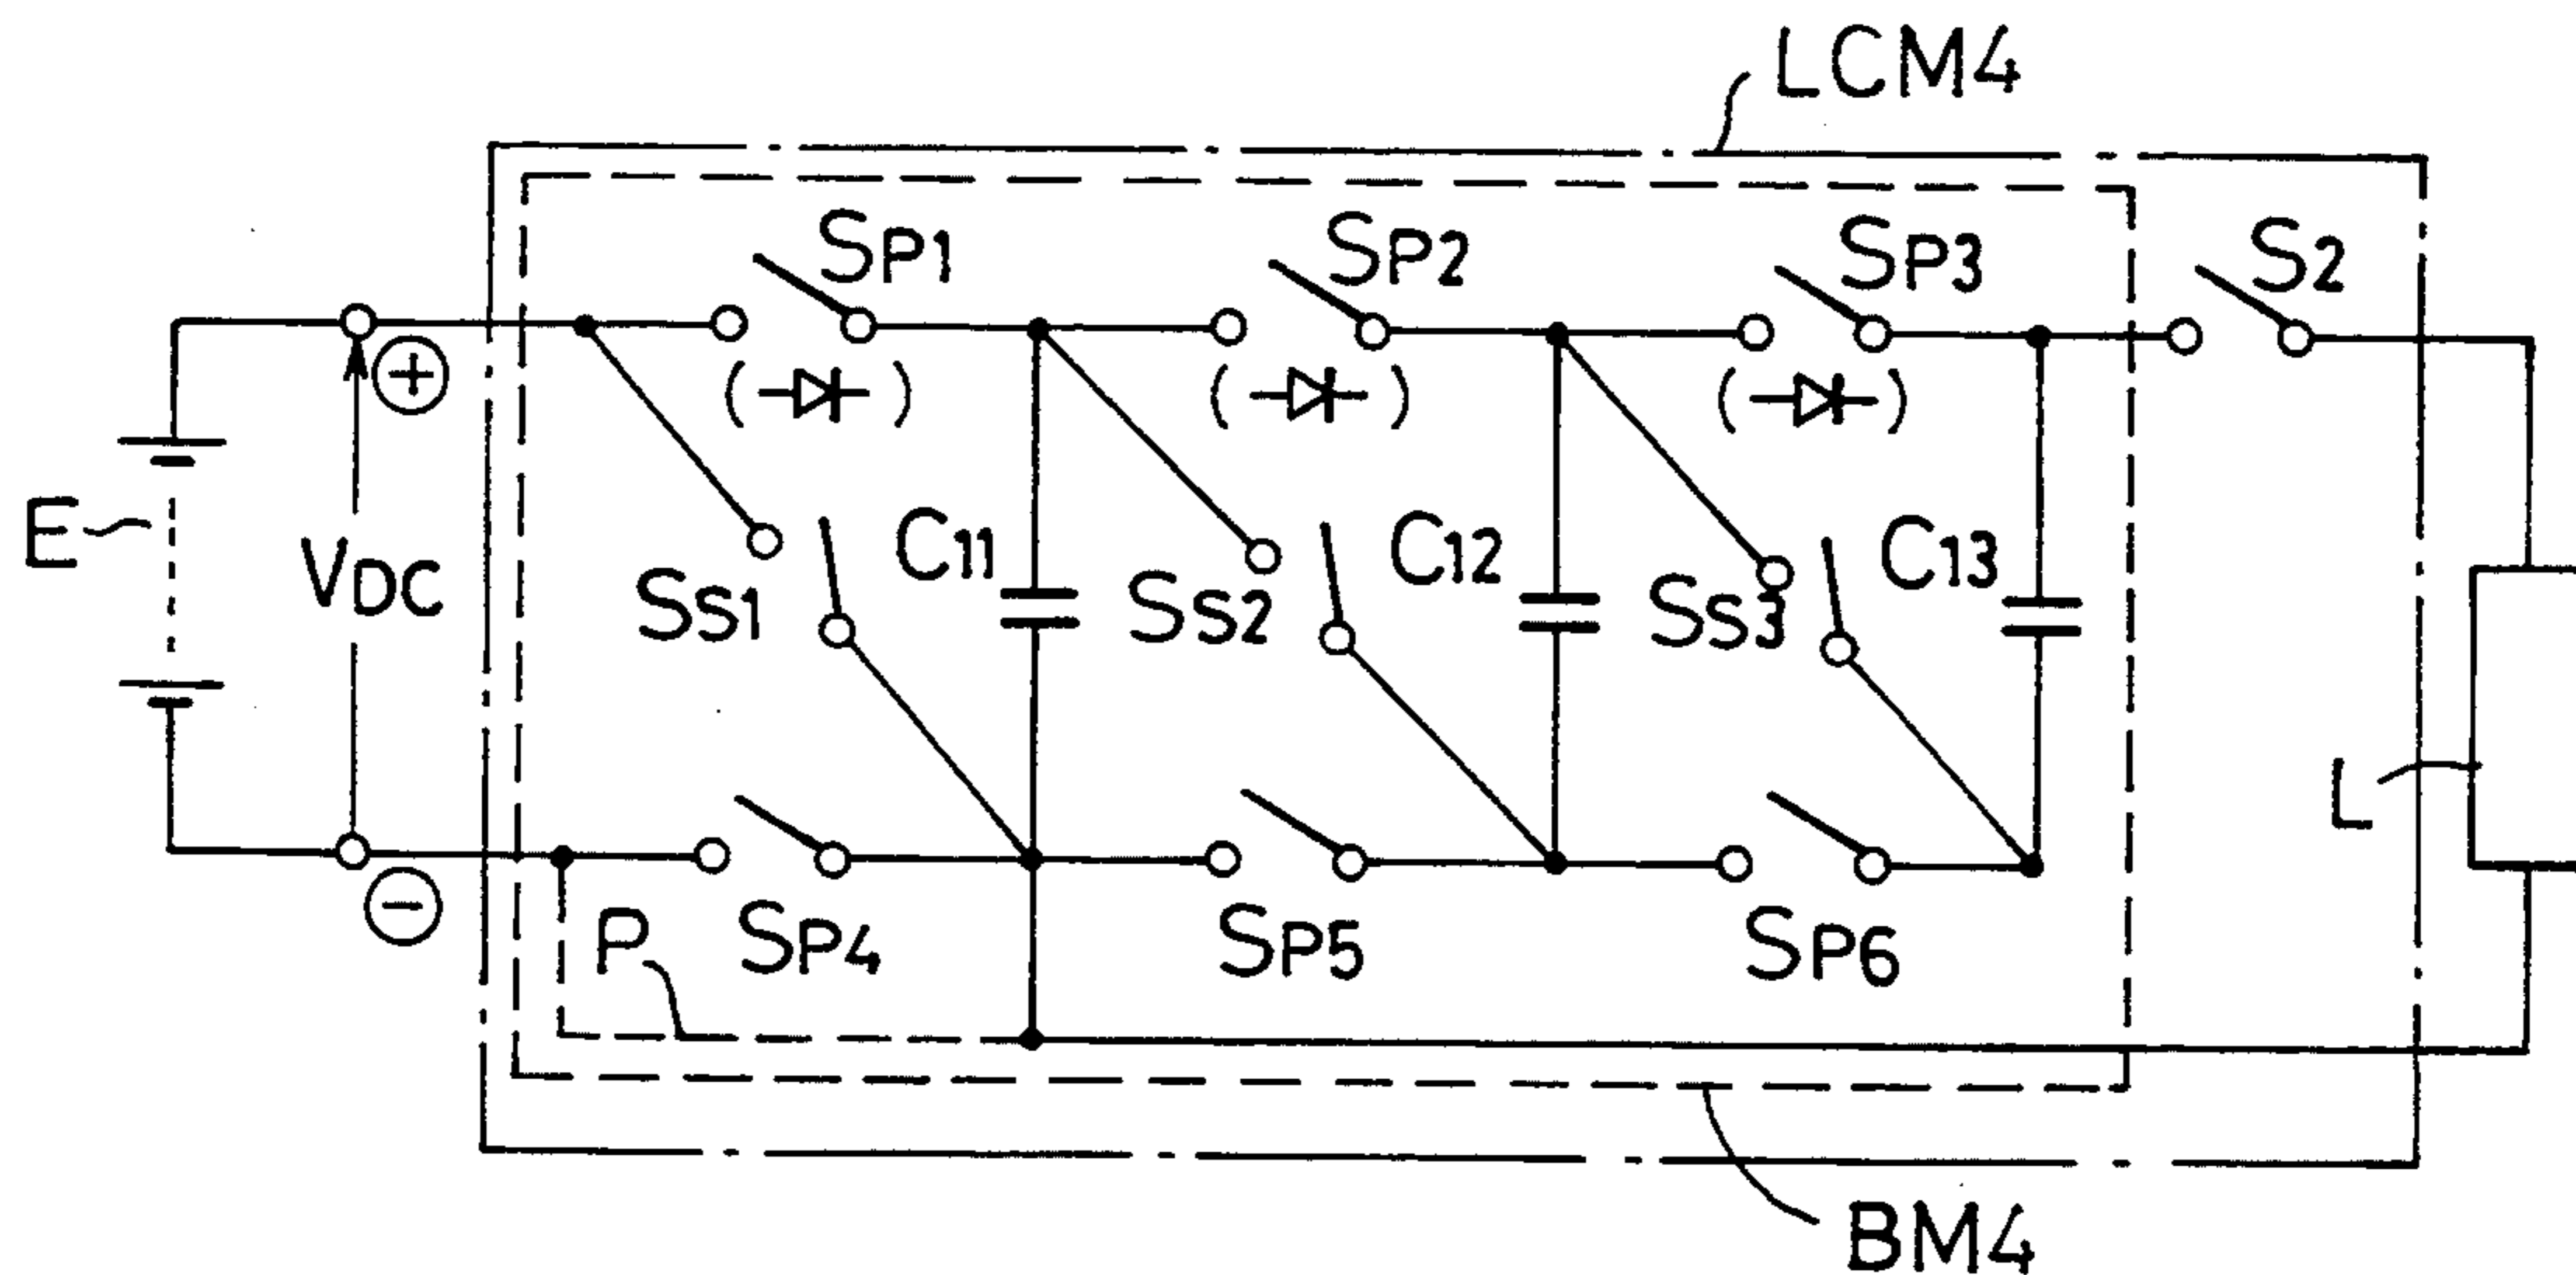 LCM4
SP1
SP2
SP3
S2
+
E
VDC
SS1
C11
SS2
C12
SS3
C13
L
−
P
SP4
SP5
SP6
BM4